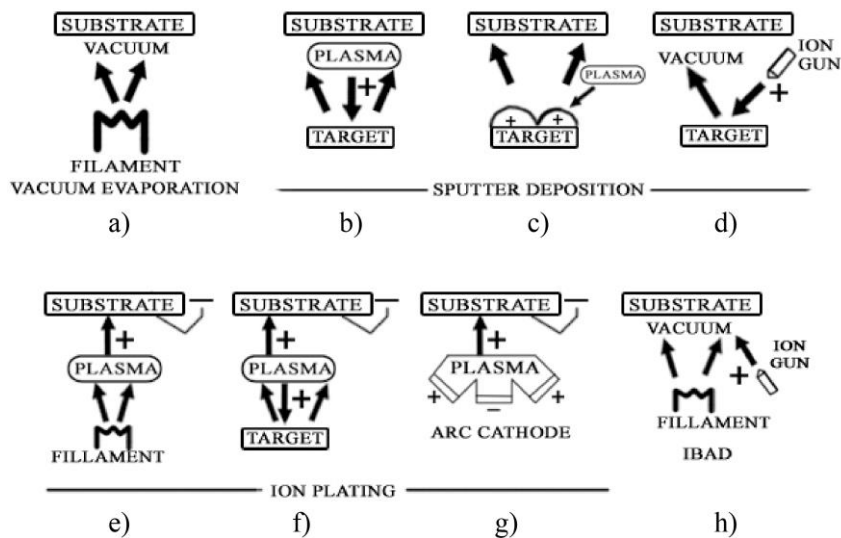 SUBSTRATE
VACUUM
FILAMENT
VACUUM EVAPORATION
a)
SUBSTRATE
PLASMA
+
TARGET
b)
SUBSTRATE
PLASMA
+ +
TARGET
c)
SUBSTRATE
VACUUM
ION
GUN
+
TARGET
d)
SPUTTER DEPOSITION
SUBSTRATE
+
PLASMA
FILLAMENT
e)
SUBSTRATE
+
PLASMA
+
TARGET
f)
SUBSTRATE
+
PLASMA
+ − +
ARC CATHODE
g)
ION PLATING
SUBSTRATE
VACUUM
ION
GUN
+
FILLAMENT
IBAD
h)